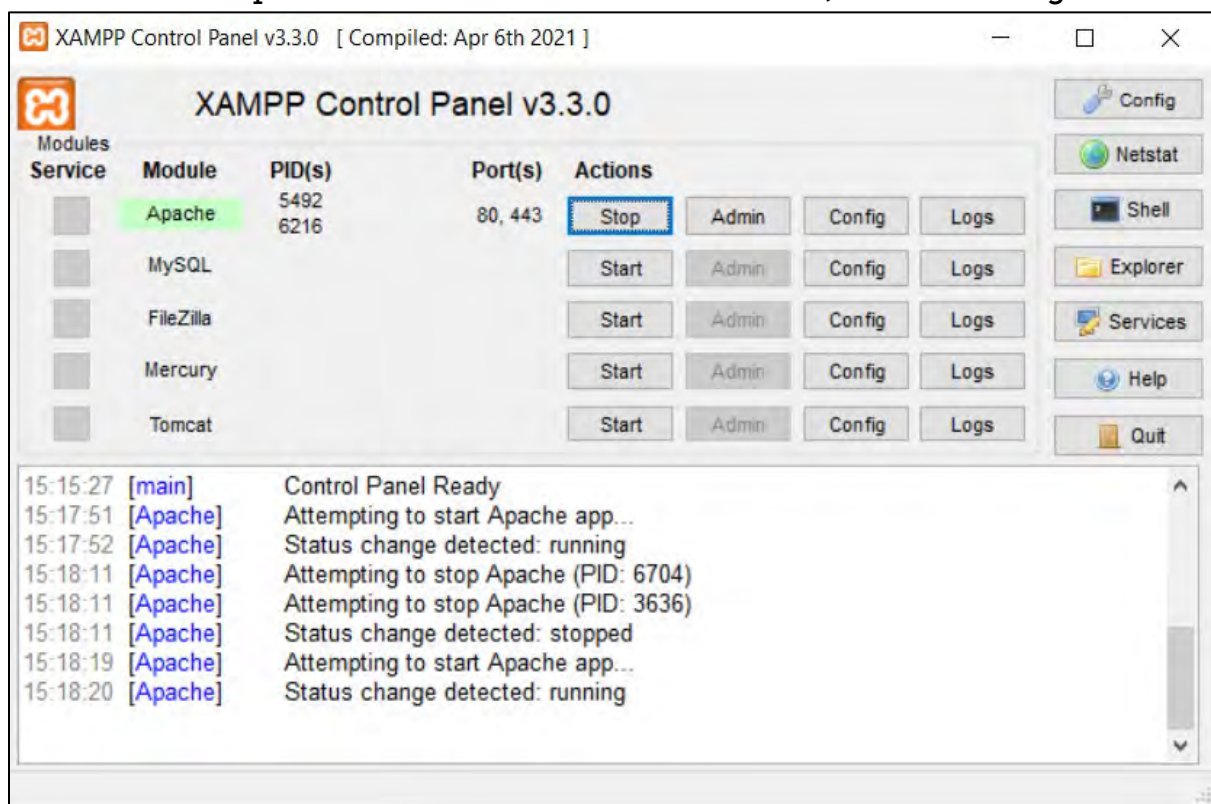 XAMPP Control Panel v3.3.0 [ Compiled: Apr 6th 2021 ]
XAMPP Control Panel v3.3.0
Config
Modules
Service Module PID(s) Port(s) Actions
Netstat
Apache 5492 6216 80, 443 Stop Admin Config Logs
Shell
MySQL Start Admin Config Logs
Explorer
FileZilla Start Admin Config Logs
Services
Mercury Start Admin Config Logs
Help
Tomcat Start Admin Config Logs
Quit
15:15:27 [main] Control Panel Ready
15:17:51 [Apache] Attempting to start Apache app...
15:17:52 [Apache] Status change detected: running
15:18:11 [Apache] Attempting to stop Apache (PID: 6704)
15:18:11 [Apache] Attempting to stop Apache (PID: 3636)
15:18:11 [Apache] Status change detected: stopped
15:18:19 [Apache] Attempting to start Apache app...
15:18:20 [Apache] Status change detected: running